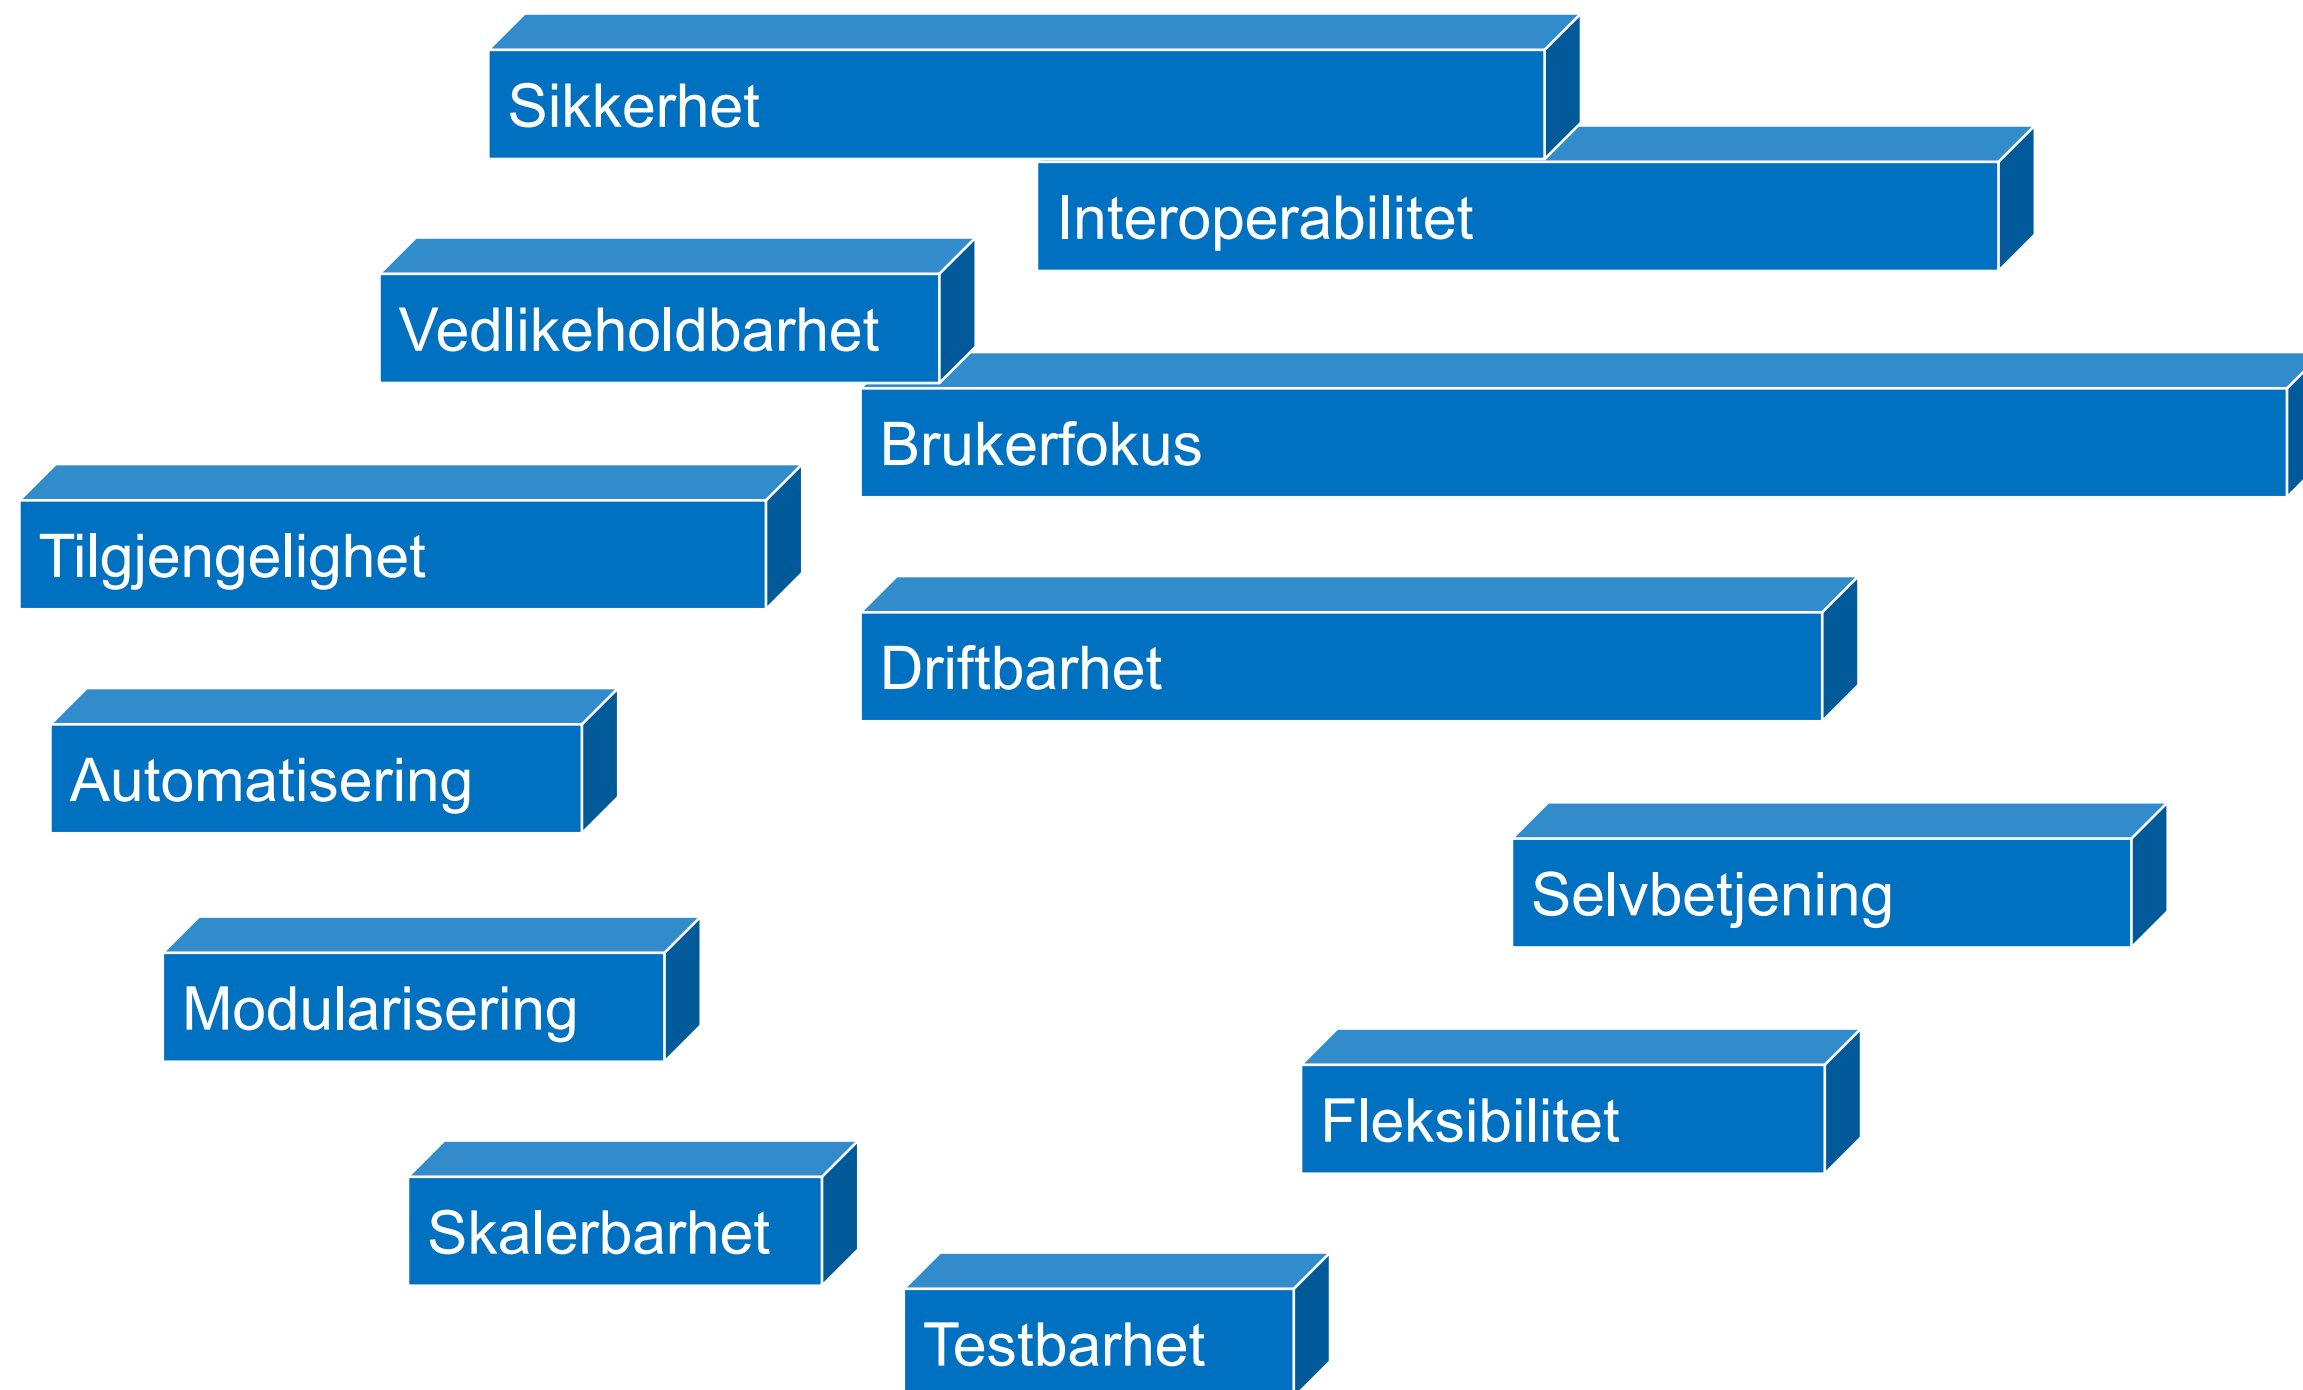 Sikkerhet
Interoperabilitet
Vedlikeholdbarhet
Brukerfokus
Tilgjengelighet
Driftbarhet
Automatisering
Selvbetjening
Modularisering
Fleksibilitet
Skalerbarhet
Testbarhet